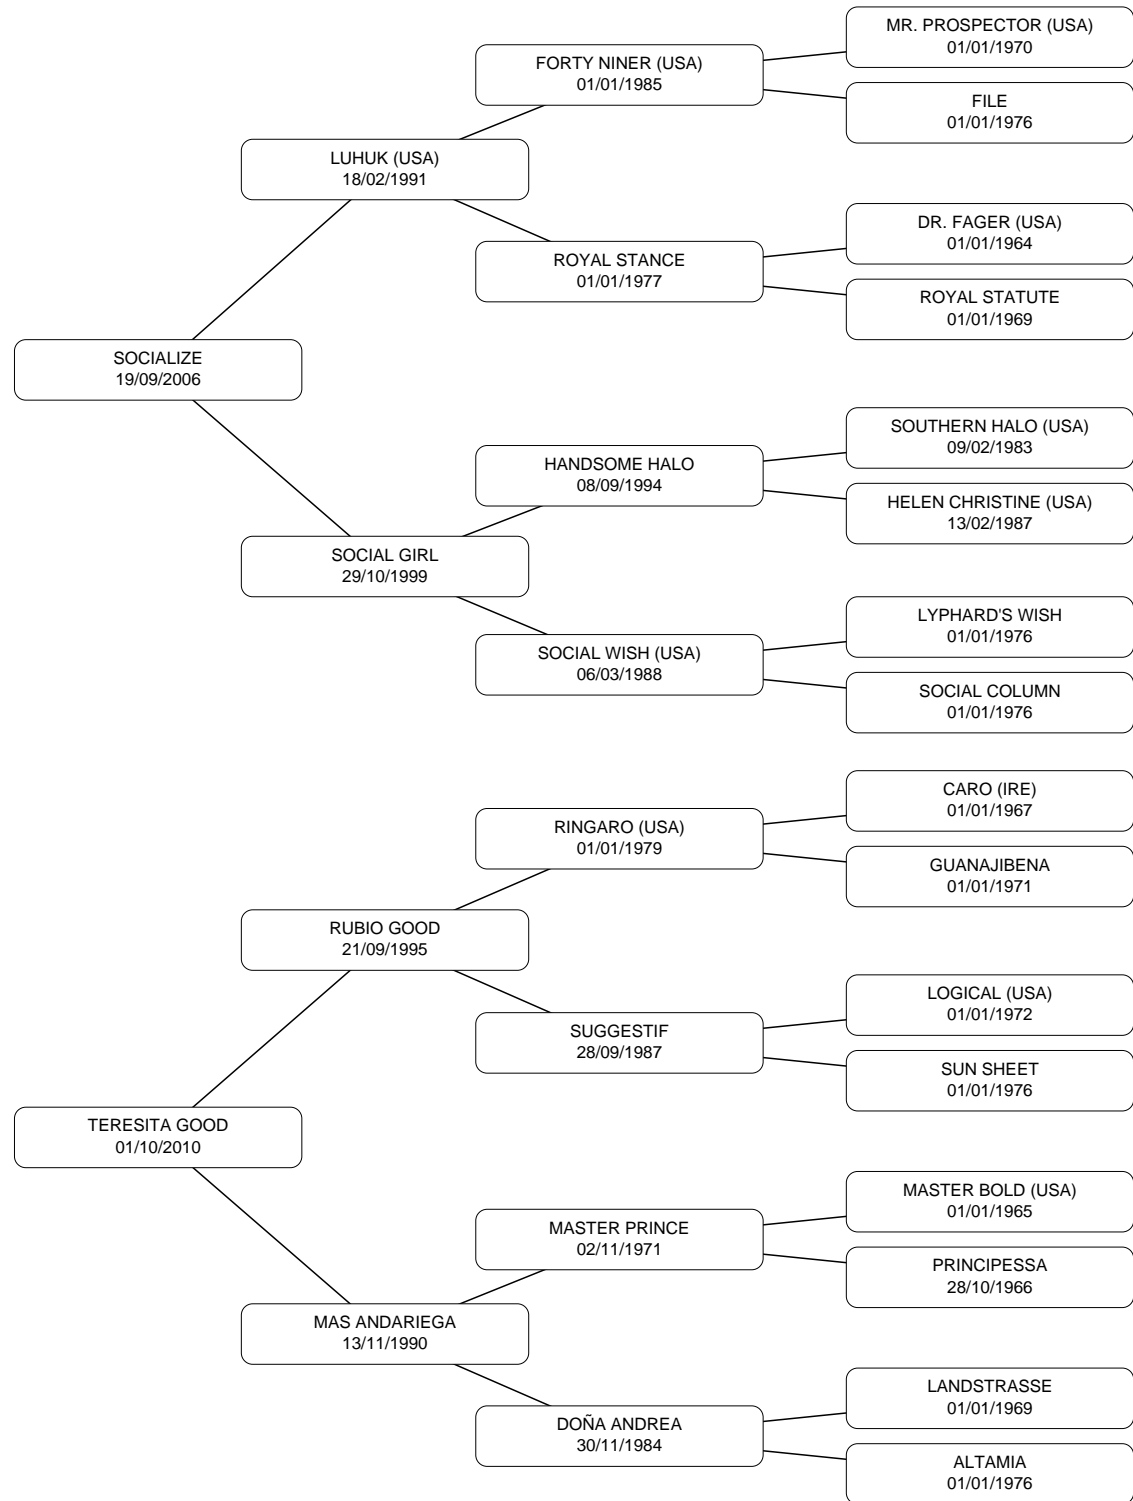 MR. PROSPECTOR (USA)
01/01/1970
FORTY NINER (USA)
01/01/1985
FILE
01/01/1976
LUHUK (USA)
18/02/1991
DR. FAGER (USA)
01/01/1964
ROYAL STANCE
01/01/1977
ROYAL STATUTE
01/01/1969
SOCIALIZE
19/09/2006
SOUTHERN HALO (USA)
09/02/1983
HANDSOME HALO
08/09/1994
HELEN CHRISTINE (USA)
13/02/1987
SOCIAL GIRL
29/10/1999
LYPHARD'S WISH
01/01/1976
SOCIAL WISH (USA)
06/03/1988
SOCIAL COLUMN
01/01/1976
CARO (IRE)
01/01/1967
RINGARO (USA)
01/01/1979
GUANAJIBENA
01/01/1971
RUBIO GOOD
21/09/1995
LOGICAL (USA)
01/01/1972
SUGGESTIF
28/09/1987
SUN SHEET
01/01/1976
TERESITA GOOD
01/10/2010
MASTER BOLD (USA)
01/01/1965
MASTER PRINCE
02/11/1971
PRINCIPESSA
28/10/1966
MAS ANDARIEGA
13/11/1990
LANDSTRASSE
01/01/1969
DOÑA ANDREA
30/11/1984
ALTAMIA
01/01/1976